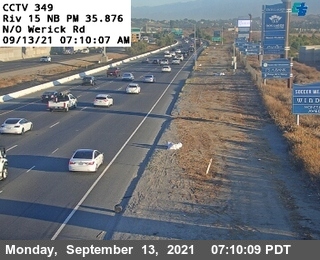 CCTV 349
Riv 15 NB PM 35.876
N/O Werick Rd
09/13/21 07:10:07 AM
SOCCER
Monday, September 13, 2021 07:10:09 PDT